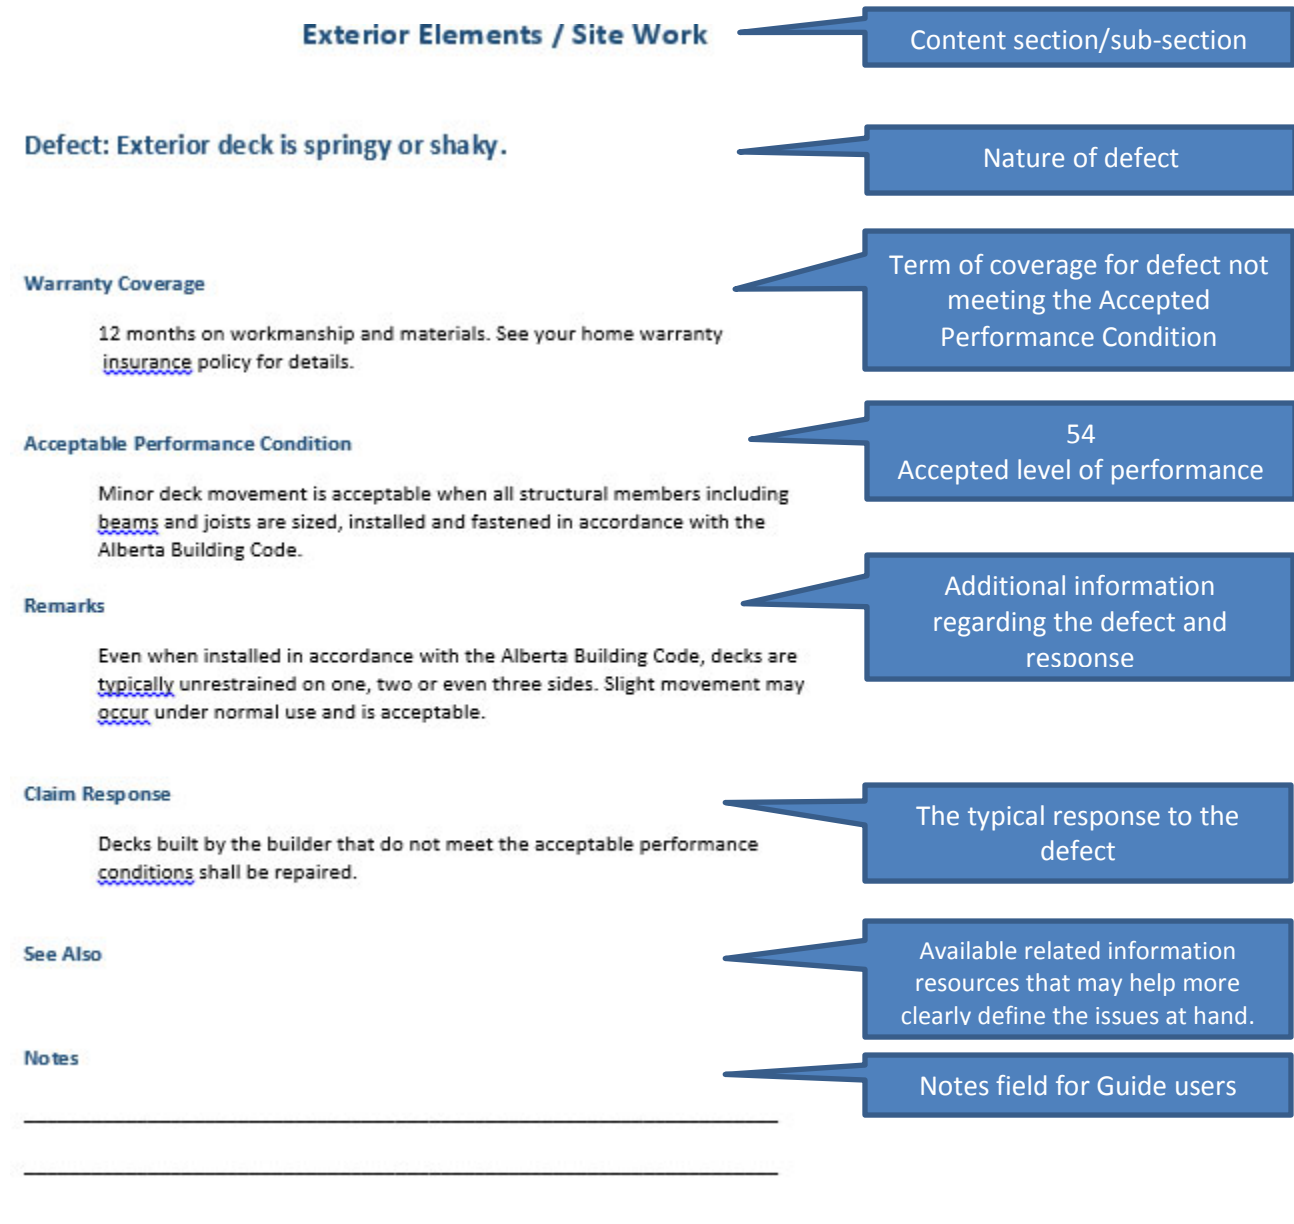 Exterior Elements / Site Work
Content section/sub-section
Defect: Exterior deck is springy or shaky.
Nature of defect
Warranty Coverage
12 months on workmanship and materials. See your home warranty
insurance policy for details.
Term of coverage for defect not
meeting the Accepted
Performance Condition
Acceptable Performance Condition
Minor deck movement is acceptable when all structural members including
beams and joists are sized, installed and fastened in accordance with the
Alberta Building Code.
54
Accepted level of performance
Remarks
Even when installed in accordance with the Alberta Building Code, decks are
typically unrestrained on one, two or even three sides. Slight movement may
occur under normal use and is acceptable.
Additional information
regarding the defect and
response
Claim Response
Decks built by the builder that do not meet the acceptable performance
conditions shall be repaired.
The typical response to the
defect
See Also
Available related information
resources that may help more
clearly define the issues at hand.
Notes
Notes field for Guide users